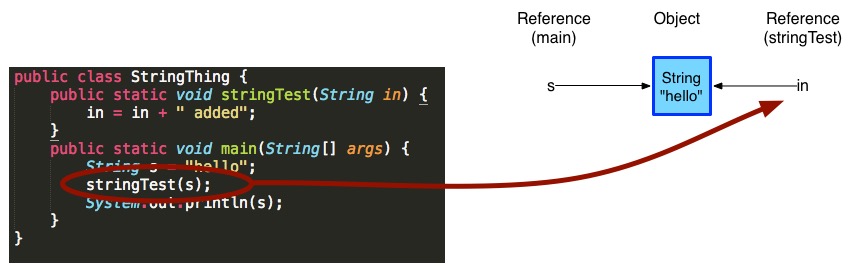 Reference
(main)
Object
Reference
(stringTest)
s
String
"hello"
in
public class StringThing {
public static void stringTest(String in) {
in = in + " added";
}
public static void main(String[] args) {
String s = "hello";
stringTest(s);
System.out.println(s);
}
}